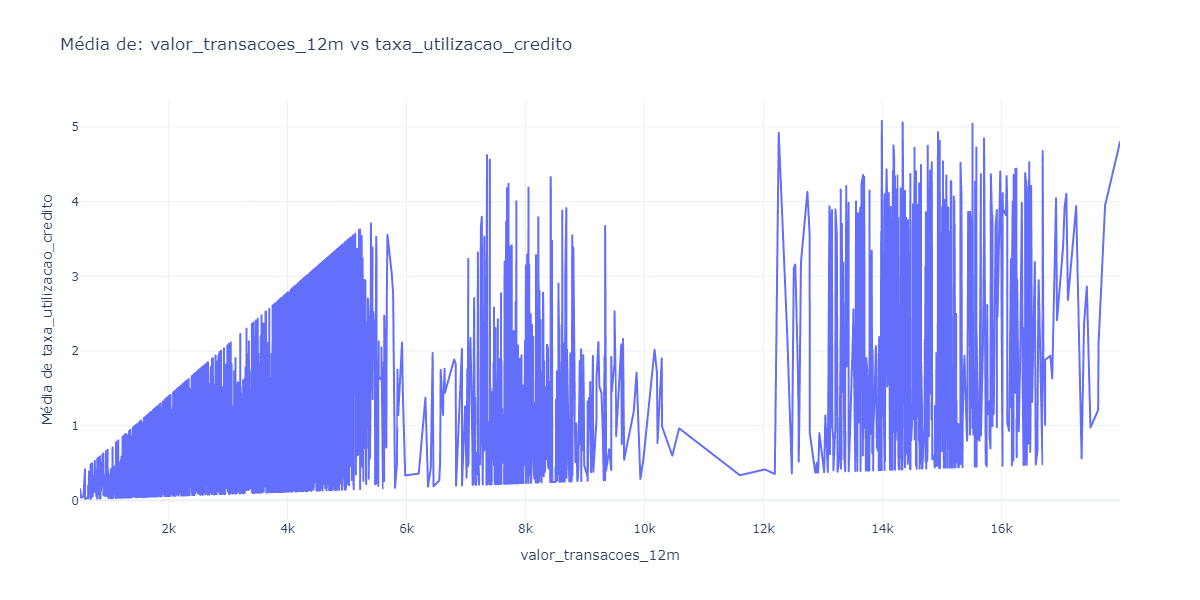 Média de: valor_transacoes_12m vs taxa_utilizacao_credito
Média de taxa_utilizacao_credito
5
4
3
2
1
0
2k
4k
6k
8k
10k
12k
14k
16k
valor_transacoes_12m